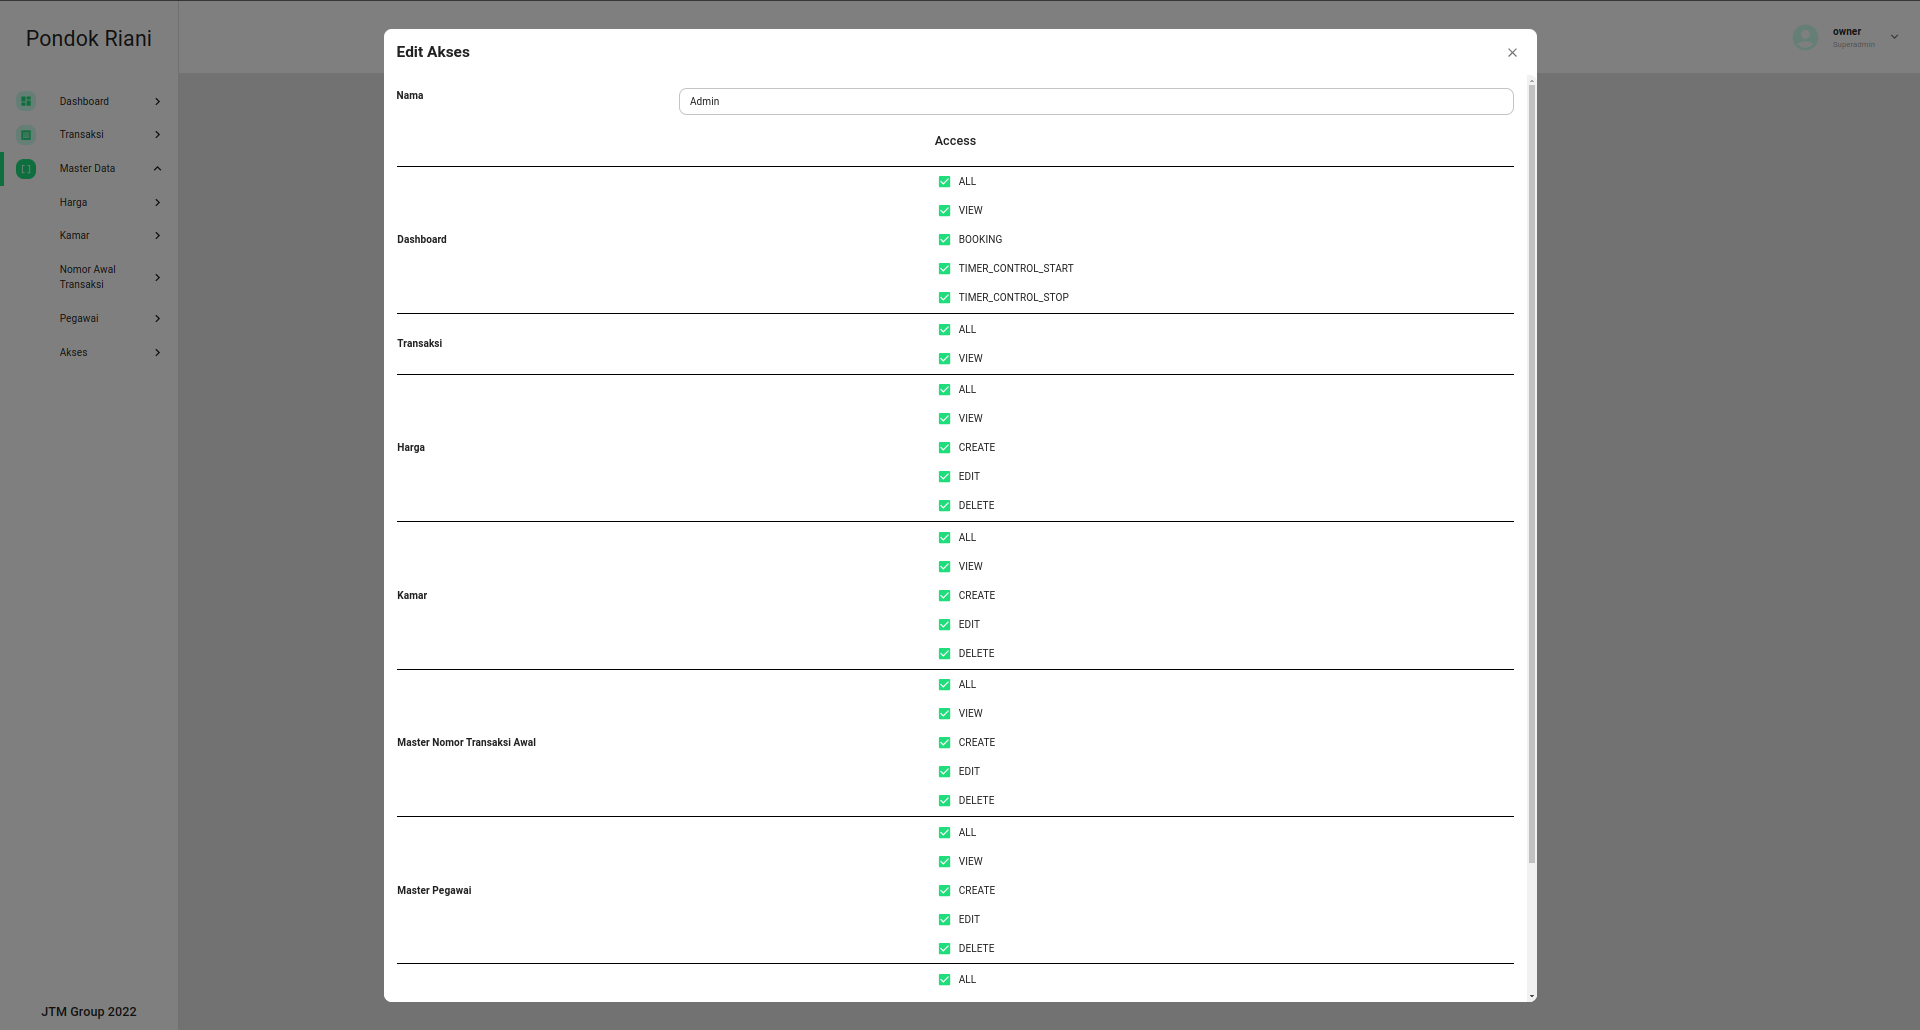 Pondok Riani
Dashboard
Transaksi
Master Data
Harga
Kamar
Nomor Awal
Transaksi
Pegawai
Akses
JTM Group 2022
owner
Superadmin
Edit Akses
Nama
Admin
Access
Dashboard
ALL
VIEW
BOOKING
TIMER_CONTROL_START
TIMER_CONTROL_STOP
Transaksi
ALL
VIEW
Harga
ALL
VIEW
CREATE
EDIT
DELETE
Kamar
ALL
VIEW
CREATE
EDIT
DELETE
Master Nomor Transaksi Awal
ALL
VIEW
CREATE
EDIT
DELETE
Master Pegawai
ALL
VIEW
CREATE
EDIT
DELETE
ALL